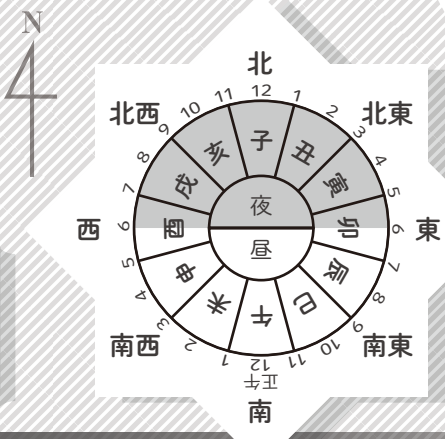 N
北
北東
東
南東
南
南西
西
北西
12
1
2
3
4
5
6
7
8
9
10
11
12
正午
1
2
3
4
5
6
7
8
9
10
11
子
丑
寅
卯
辰
巳
午
未
申
酉
戌
亥
夜
昼